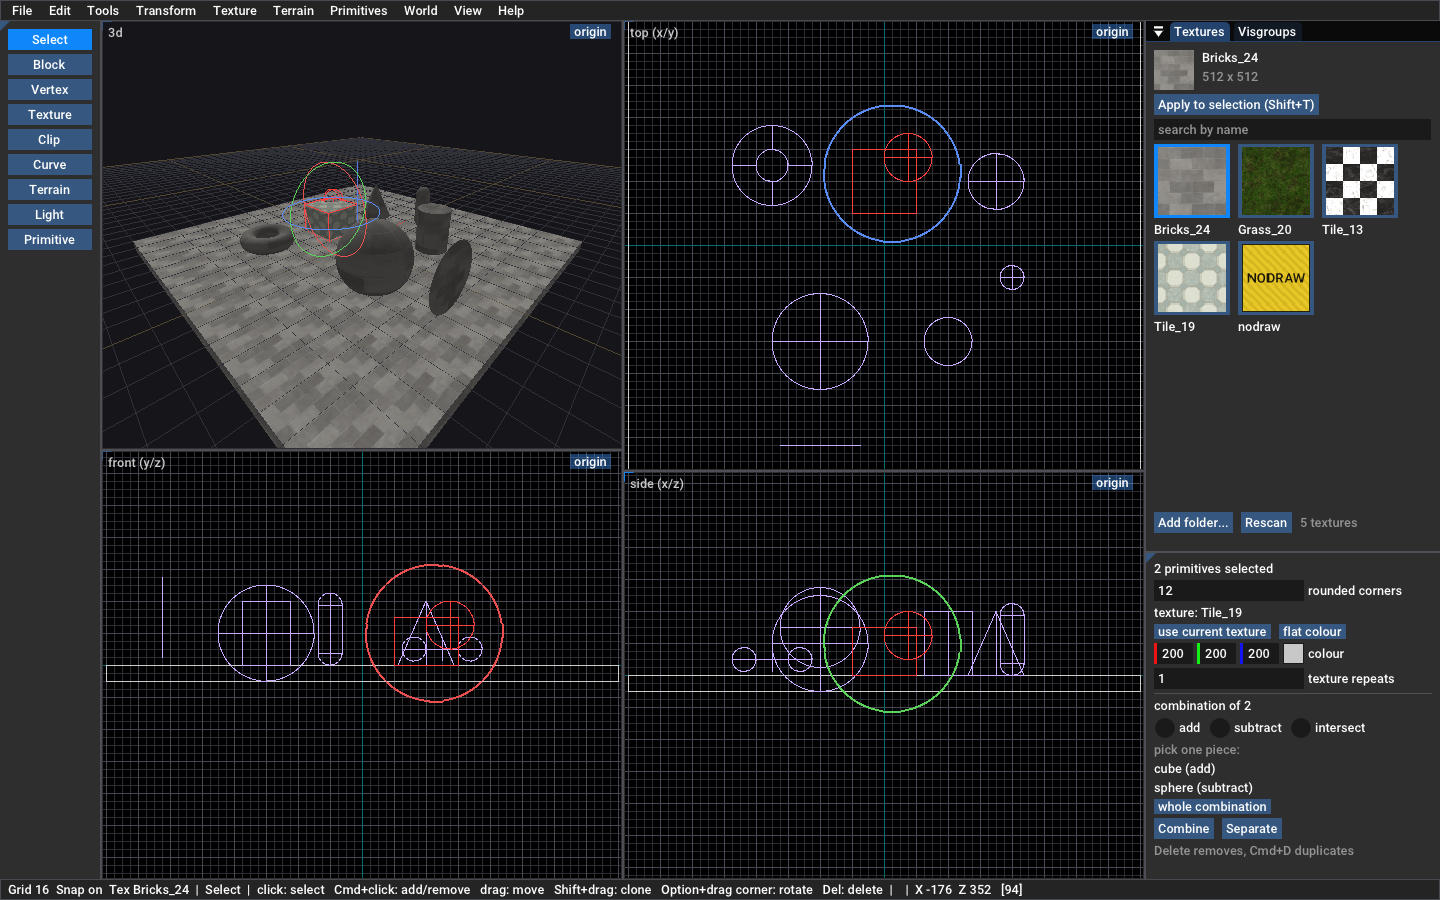 File Edit Tools Transform Texture Terrain Primitives World View Help
Select
Block
Vertex
Texture
Clip
Curve
Terrain
Light
Primitive
3d origin
top (x/y) origin
front (y/z) origin
side (x/z) origin
Textures Visgroups
Bricks_24
512 x 512
Apply to selection (Shift+T)
search by name
Bricks_24 Grass_20 Tile_13
NODRAW
Tile_19 nodraw
Add folder... Rescan 5 textures
2 primitives selected
12 rounded corners
texture: Tile_19
use current texture flat colour
200 200 200 colour
1 texture repeats
combination of 2
add subtract intersect
pick one piece:
cube (add)
sphere (subtract)
whole combination
Combine Separate
Delete removes, Cmd+D duplicates
Grid 16 Snap on Tex Bricks_24 | Select | click: select Cmd+click: add/remove drag: move Shift+drag: clone Option+drag corner: rotate Del: delete | | X -176 Z 352 [94]